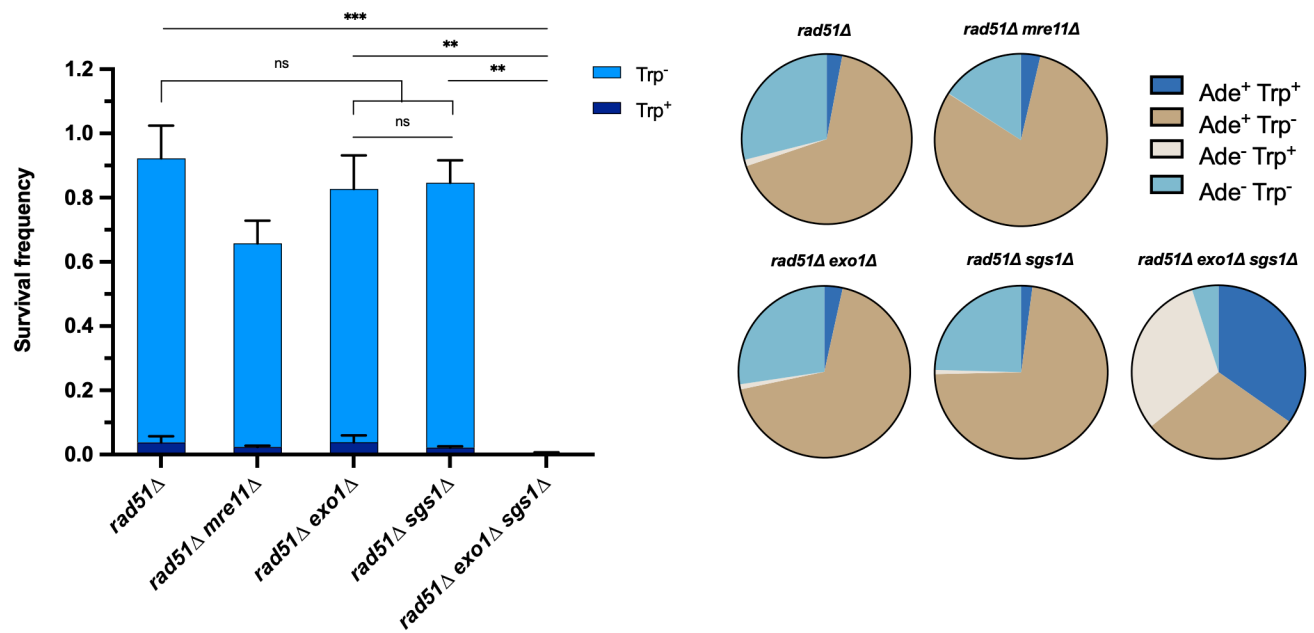 ***
**
**
ns
ns
Survival frequency
1.2
1.0
0.8
0.6
0.4
0.2
0.0
rad51Δ
rad51Δ mre11Δ
rad51Δ exo1Δ
rad51Δ sgs1Δ
rad51Δ exo1Δ sgs1Δ
Trp⁻
Trp⁺
rad51Δ
rad51Δ mre11Δ
Ade⁺ Trp⁺
Ade⁺ Trp⁻
Ade⁻ Trp⁺
Ade⁻ Trp⁻
rad51Δ exo1Δ
rad51Δ sgs1Δ
rad51Δ exo1Δ sgs1Δ